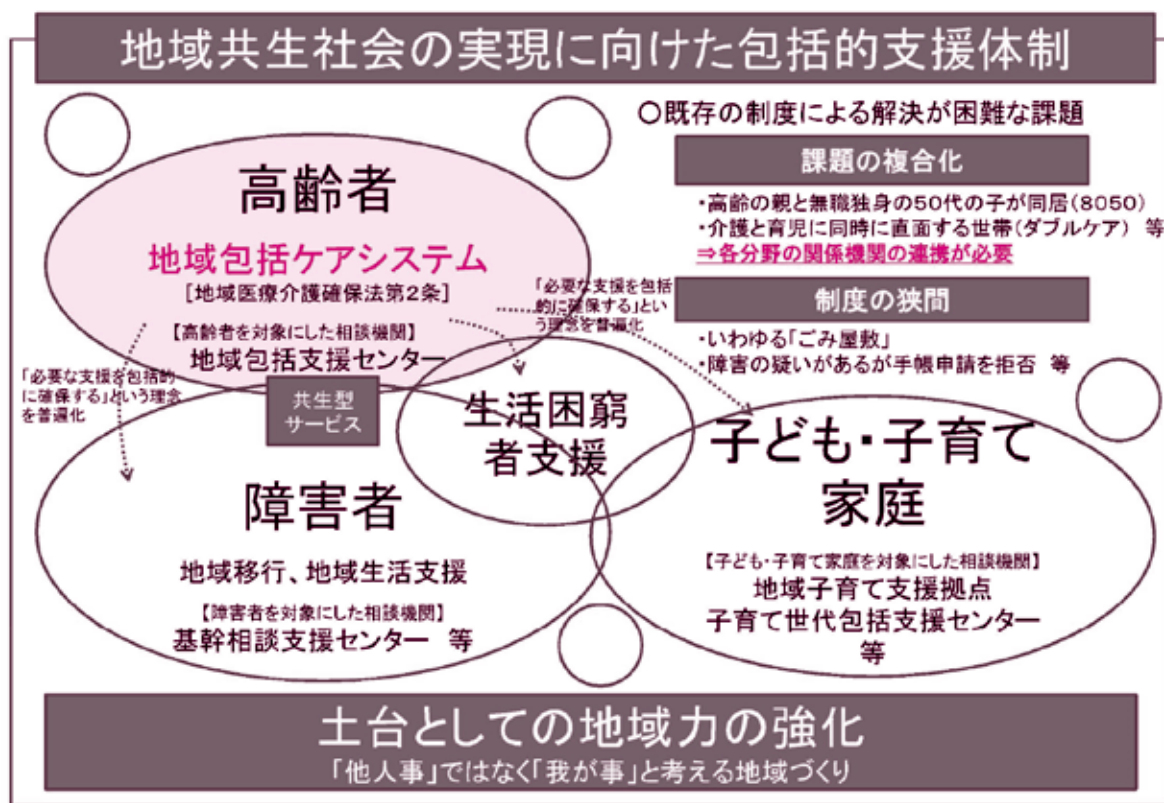 地域共生社会の実現に向けた包括的支援体制
高齢者
地域包括ケアシステム
[地域医療介護確保法第2条]
【高齢者を対象にした相談機関】
地域包括支援センター
「必要な支援を包括的
に確保する」という理念
を普遍化
「必要な支援を包括
的に確保する」とい
う理念を普遍化
共生型
サービス
生活困窮
者支援
障害者
地域移行、地域生活支援
【障害者を対象にした相談機関】
基幹相談支援センター 等
○既存の制度による解決が困難な課題
課題の複合化
・高齢の親と無職独身の50代の子が同居(8050)
・介護と育児に同時に直面する世帯(ダブルケア) 等
⇒各分野の関係機関の連携が必要
制度の狭間
・いわゆる「ごみ屋敷」
・障害の疑いがあるが手帳申請を拒否 等
子ども・子育て
家庭
【子ども・子育て家庭を対象にした相談機関】
地域子育て支援拠点
子育て世代包括支援センター
等
土台としての地域力の強化
「他人事」ではなく「我が事」と考える地域づくり